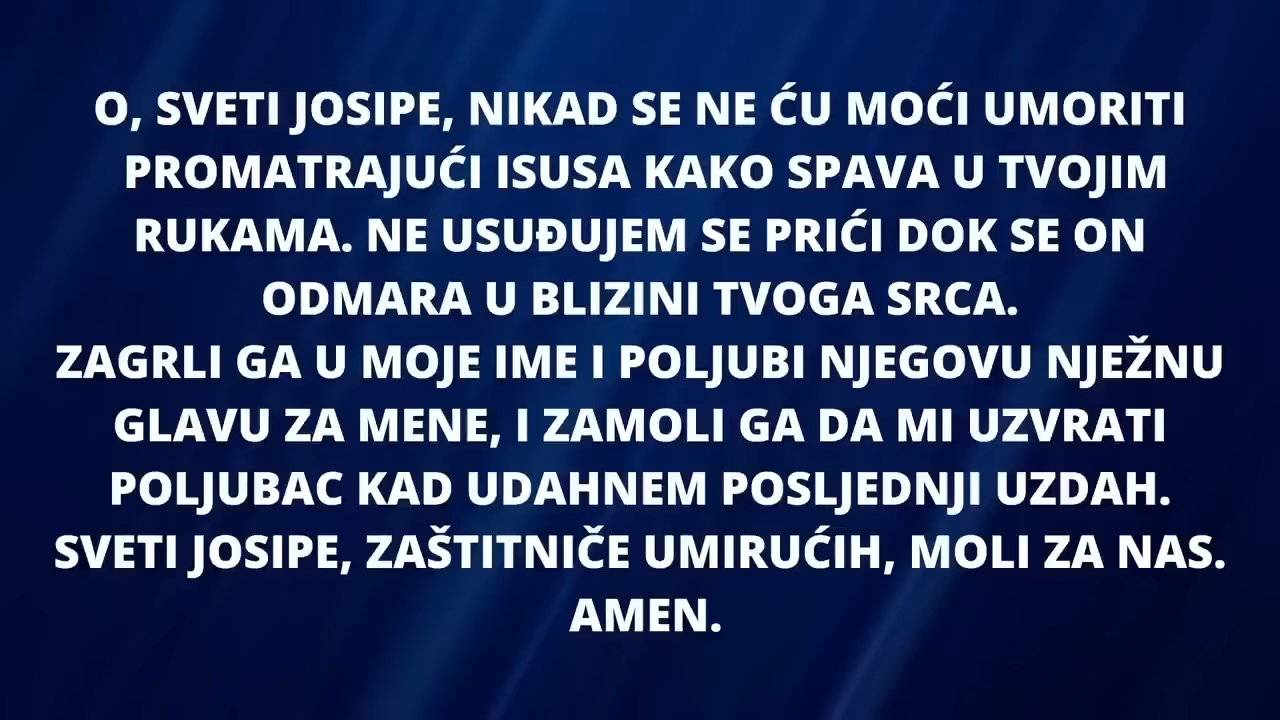 O, SVETI JOSIPE, NIKAD SE NE ĆU MOĆI UMORITI
PROMATRAJUĆI ISUSA KAKO SPAVA U TVOJIM
RUKAMA. NE USUĐUJEM SE PRIĆI DOK SE ON
ODMARA U BLIZINI TVOGA SRCA.
ZAGRLI GA U MOJE IME I POLJUBI NJEGOVU NJEŽNU
GLAVU ZA MENE, I ZAMOLI GA DA MI UZVRATI
POLJUBAC KAD UDAHNEM POSLJEDNJI UZDAH.
SVETI JOSIPE, ZAŠTITNIČE UMIRUĆIH, MOLI ZA NAS.
AMEN.